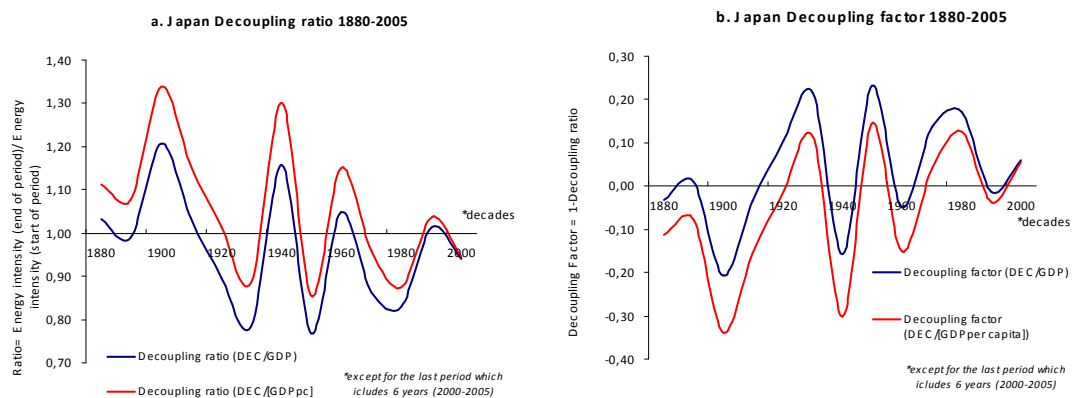 a. Japan Decoupling ratio 1880-2005
Ratio= Energy intensity (end of period)/ Energy
intensity (start of period)
1,40
1,30
1,20
1,10
1,00
0,90
0,80
0,70
1880
1900
1920
1940
1960
1980
2000
*decades
Decoupling ratio (DEC/GDP)
Decoupling ratio (DEC/[GDPpc]
*except for the last period which
icludes 6 years (2000-2005)
b. Japan Decoupling factor 1880-2005
Decoupling Factor = 1-Decoupling ratio
0,30
0,20
0,10
0,00
-0,10
-0,20
-0,30
-0,40
1880
1900
1920
1940
1960
1980
2000
*decades
Decoupling factor (DEC/GDP)
Decoupling factor
(DEC/[GDPper capita])
*except for the last period which
includes 6 years (2000-2005)